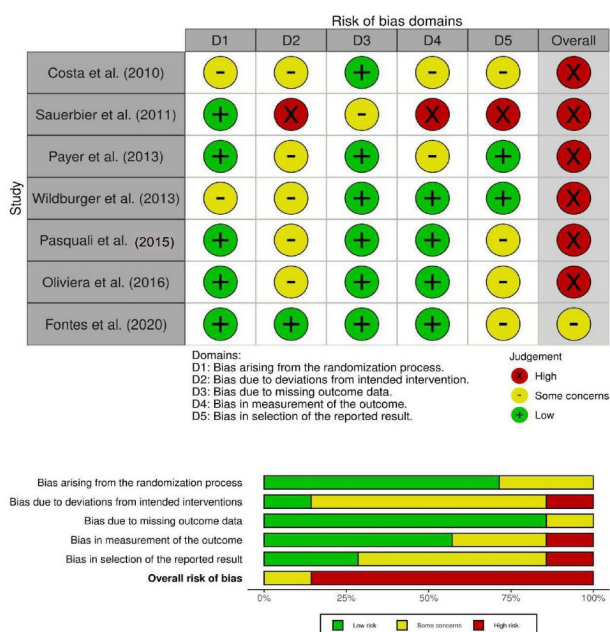 Risk of bias domains
D1 D2 D3 D4 D5 Overall
Study
Costa et al. (2010) - - + - - X
Sauerbier et al. (2011) + X - X X X
Payer et al. (2013) + - + - + X
Wildburger et al. (2013) - - + + + X
Pasquali et al. (2015) + - + + - X
Oliviera et al. (2016) + - + + - X
Fontes et al. (2020) + + + + - -
Domains:
D1: Bias arising from the randomization process.
D2: Bias due to deviations from intended intervention.
D3: Bias due to missing outcome data.
D4: Bias in measurement of the outcome.
D5: Bias in selection of the reported result.
Judgement
X High
- Some concerns
+ Low
Bias arising from the randomization process
Bias due to deviations from intended interventions
Bias due to missing outcome data
Bias in measurement of the outcome
Bias in selection of the reported result
Overall risk of bias
0% 25% 50% 75% 100%
Low risk Some concerns High risk